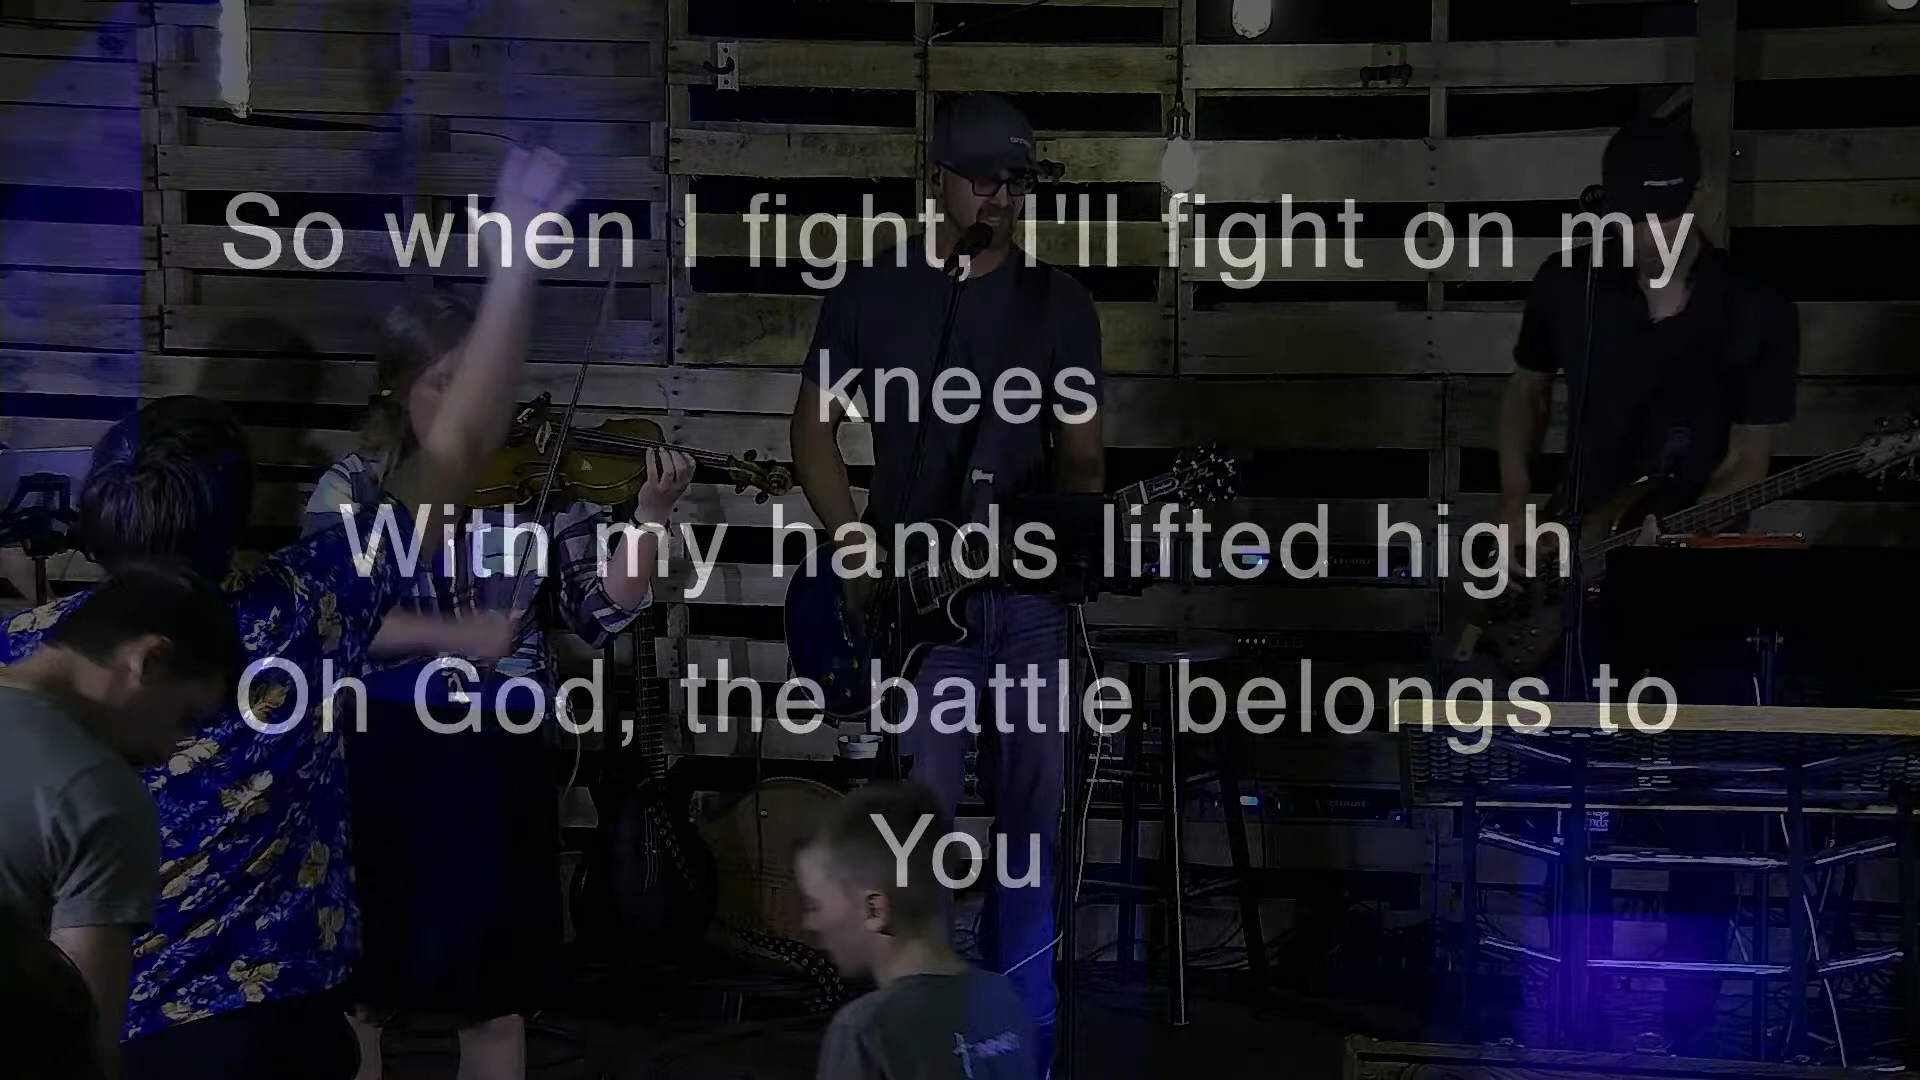 So when I fight, I'll fight on my
knees
With my hands lifted high
Oh God, the battle belongs to
You